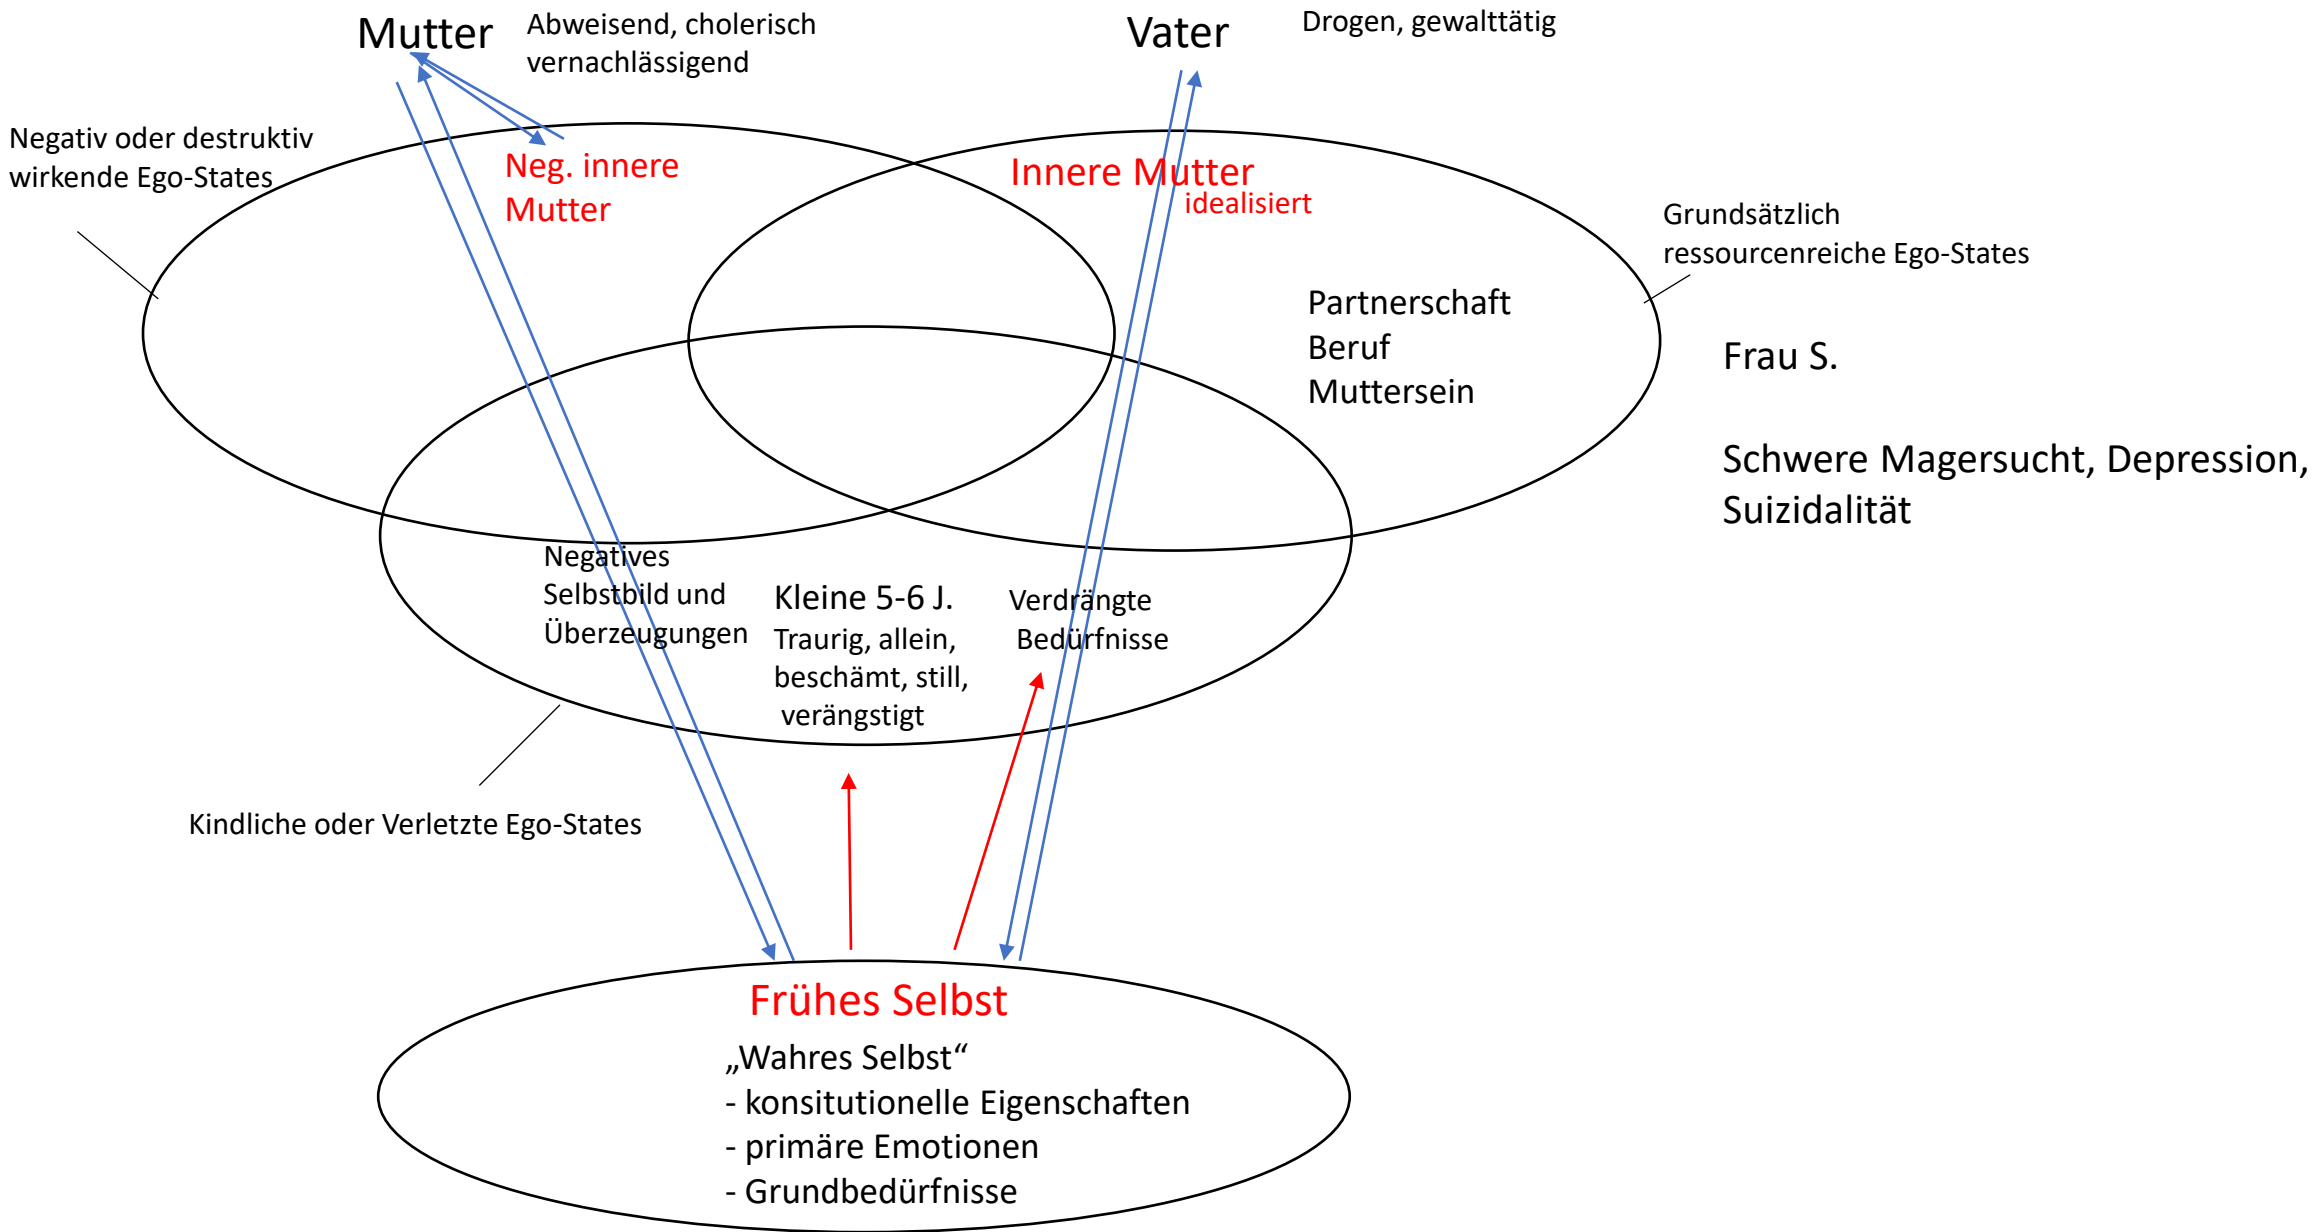 Mutter
Abweisend, cholerisch
vernachlässigend
Vater
Drogen, gewalttätig
Negativ oder destruktiv
wirkende Ego-States
Neg. innere
Mutter
Innere Mutter
idealisiert
Grundsätzlich
ressourcenreiche Ego-States
Partnerschaft
Beruf
Muttersein
Frau S.
Schwere Magersucht, Depression,
Suizidalität
Negatives
Selbstbild und
Überzeugungen
Kleine 5-6 J.
Traurig, allein,
beschämt, still,
verängstigt
Verdrängte
Bedürfnisse
Kindliche oder Verletzte Ego-States
Frühes Selbst
„Wahres Selbst“
- konsitutionelle Eigenschaften
- primäre Emotionen
- Grundbedürfnisse